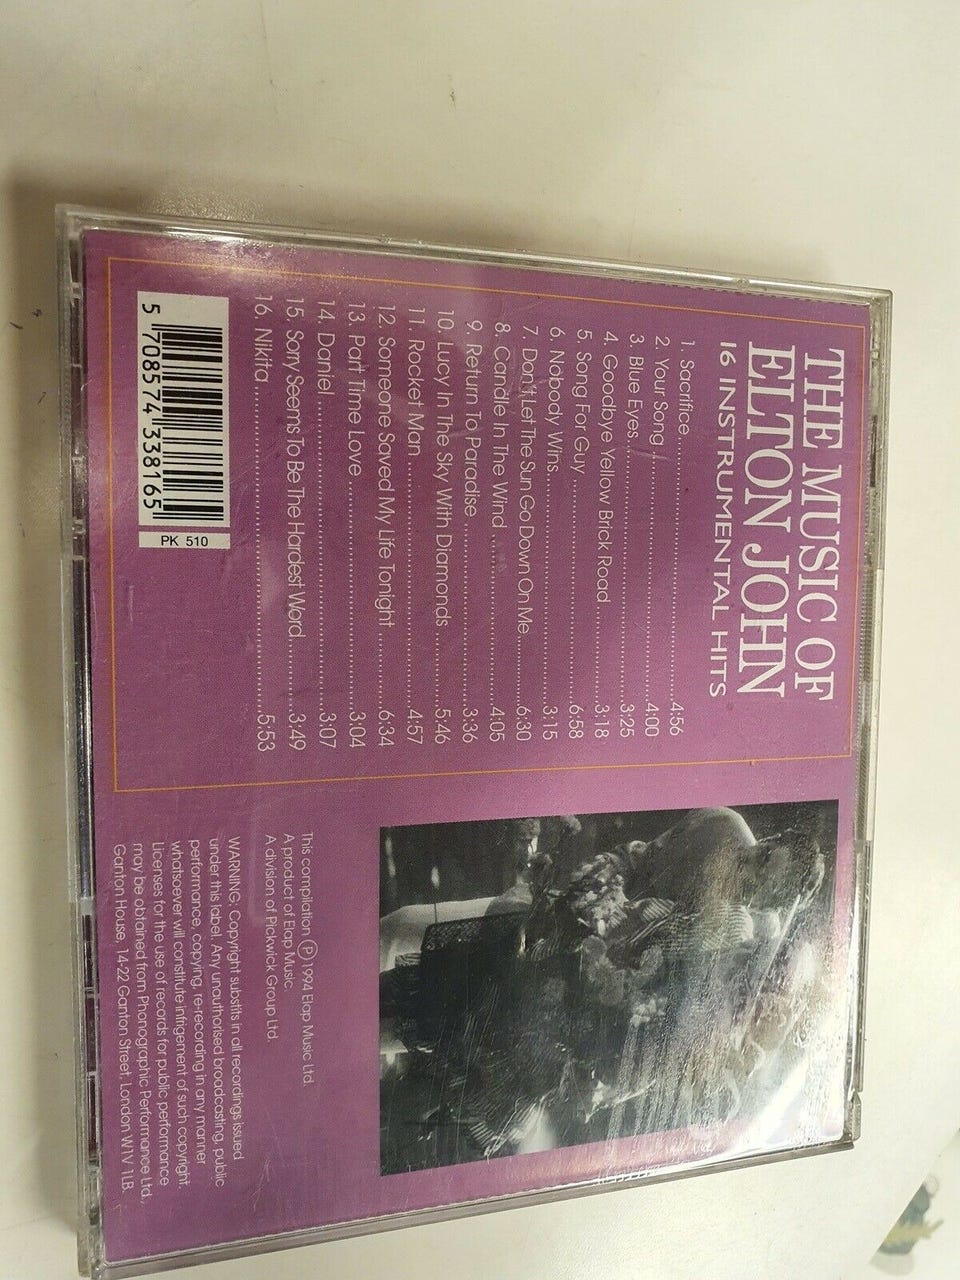 THE MUSIC OF
ELTON JOHN
16 INSTRUMENTAL HITS
1. Sacrifice 4:56
2. Your Song 4:00
3. Blue Eyes 3:25
4. Goodbye Yellow Brick Road 3:18
5. Song For Guy 6:58
6. Nobody Wins 3:15
7. Don't Let The Sun Go Down On Me 6:30
8. Candle In The Wind 4:05
9. Return To Paradise 3:36
10. Lucy In The Sky With Diamonds 5:46
11. Rocket Man 4:57
12. Someone Saved My Life Tonight 6:34
13. Part Time Love 3:04
14. Daniel 3:07
15. Sorry Seems To Be The Hardest Word 3:49
16. Nikita 5:53
5 708574 338165
PK 510
This compilation ℗ 1994 Elap Music Ltd.
A product of Elap Music.
A division of Pickwick Group Ltd.
WARNING: Copyright subsists in all recordings issued
under this label. Any unauthorised broadcasting, public
performance, copying, re-recording in any manner
whatsoever will constitute infringement of such copyright.
Licenses for the use of records for public performance
may be obtained from Phonographic Performance Ltd.,
Ganton House, 14-22 Ganton Street, London W1V 1LB.